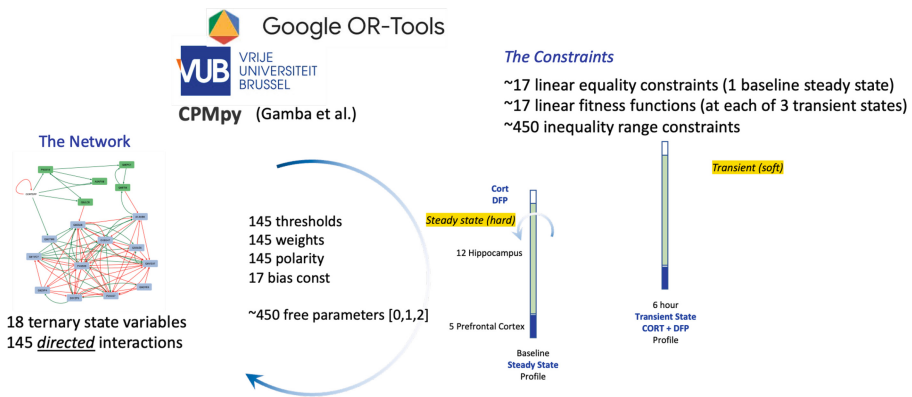 Google OR-Tools
VUB
VRIJE
UNIVERSITEIT
BRUSSEL
CPMpy (Gamba et al.)
The Constraints
~17 linear equality constraints (1 baseline steady state)
~17 linear fitness functions (at each of 3 transient states)
~450 inequality range constraints
The Network
18 ternary state variables
145 directed interactions
145 thresholds
145 weights
145 polarity
17 bias const
~450 free parameters [0,1,2]
Cort
DFP
Steady state (hard)
12 Hippocampus
5 Prefrontal Cortex
Baseline
Steady State
Profile
Transient (soft)
6 hour
Transient State
CORT + DFP
Profile